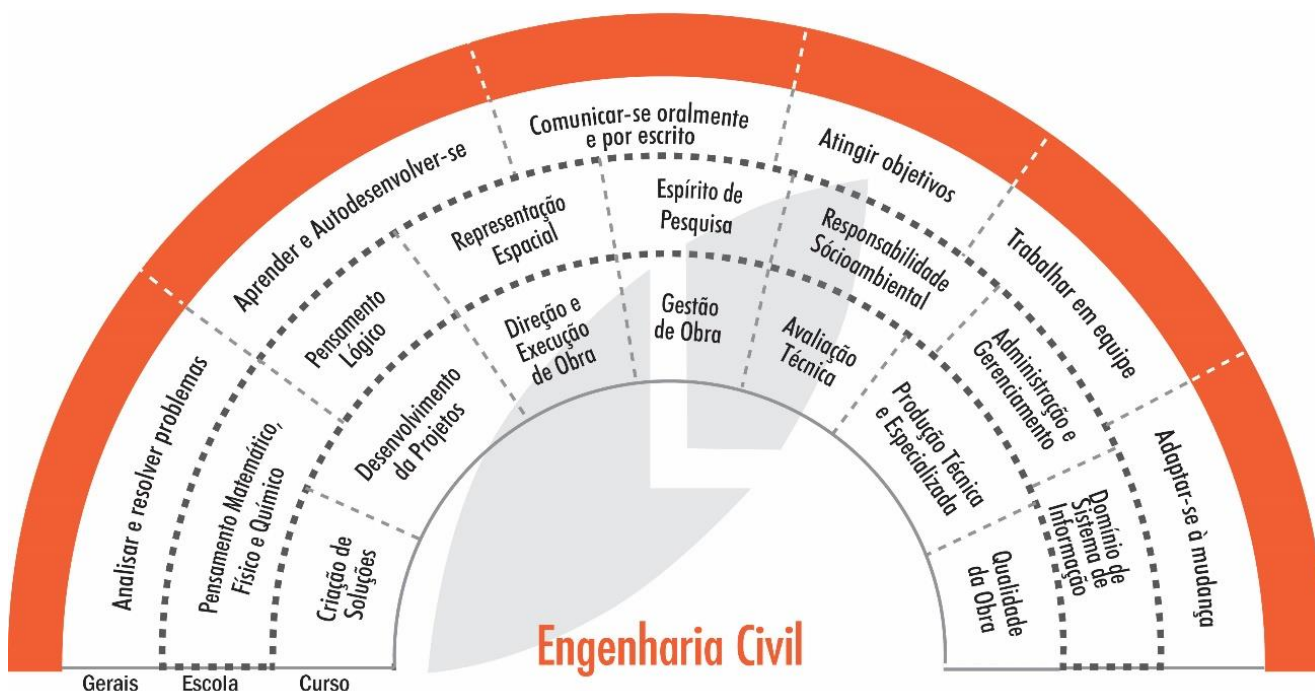 Analisar e resolver problemas
Aprender e Autodesenvolver-se
Comunicar-se oralmente
e por escrito
Atingir objetivos
Trabalhar em equipe
Adaptar-se à mudança
Pensamento Matemático,
Físico e Químico
Pensamento
Lógico
Representação
Espacial
Espírito de
Pesquisa
Responsabilidade
Sócioambiental
Administração e
Gerenciamento
Domínio de
Sistema de
Informação
Criação de
Soluções
Desenvolvimento
da Projetos
Direção e
Execução
de Obra
Gestão
de Obra
Avaliação
Técnica
Produção Técnica
e Especializada
Qualidade
da Obra
Engenharia Civil
Gerais Escola Curso